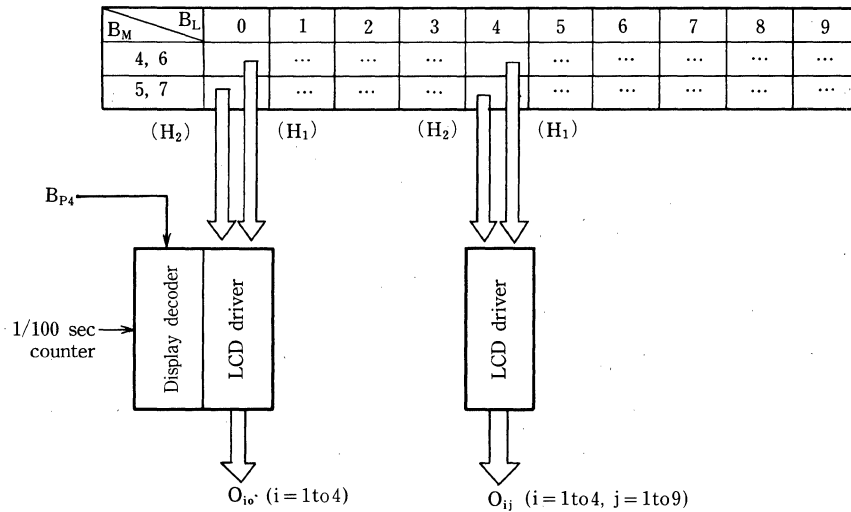 B_M B_L 0 1 2 3 4 5 6 7 8 9
4, 6 ... ... ... ... ... ... ... ...
5, 7 ... ... ... ... ... ... ... ...
(H₂) (H₁) (H₂) (H₁)
B_P4
Display decoder
LCD driver
LCD driver
1/100 sec
counter
O_io (i=1to4) O_ij (i=1to4, j=1to9)